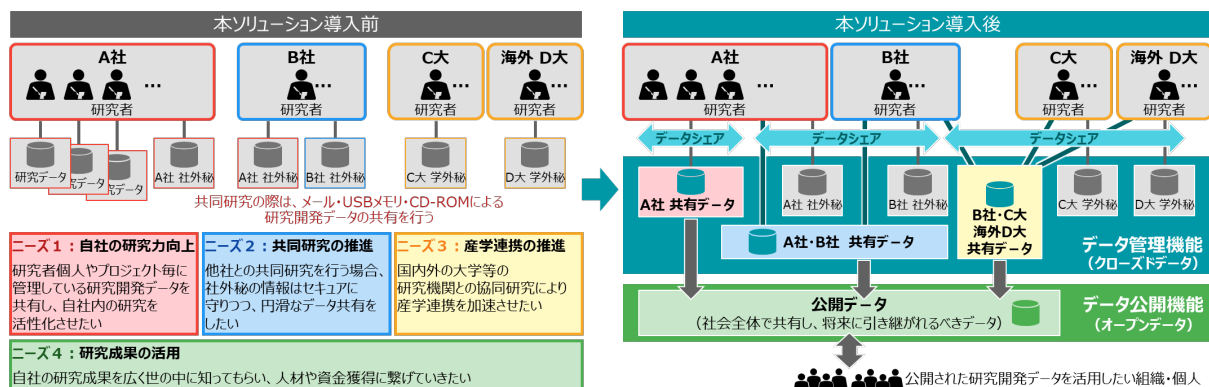 本ソリューション導入前
A社
B社
C大
海外 D大
…
…
…
…
研究者
研究者
研究者
研究者
研究データ
研究データ
研究データ
A社 社外秘
A社 社外秘
B社 社外秘
C大 学外秘
D大 学外秘
共同研究の際は、メール・USBメモリ・CD-ROMによる
研究開発データの共有を行う
ニーズ1:自社の研究力向上
研究者個人やプロジェクト毎に
管理している研究開発データを
共有し、自社内の研究を
活性化させたい
ニーズ2:共同研究の推進
他社との共同研究を行う場合、
社外秘の情報はセキュアに
守りつつ、円滑なデータ共有を
したい
ニーズ3:産学連携の推進
国内外の大学等の
研究機関との協同研究により
産学連携を加速させたい
ニーズ4:研究成果の活用
自社の研究成果を広く世の中に知ってもらい、人材や資金獲得に繋げていきたい
本ソリューション導入後
A社
B社
C大
海外 D大
…
…
…
…
研究者
研究者
研究者
研究者
データシェア
データシェア
データシェア
A社 共有データ
A社 社外秘
B社 社外秘
B社・C大
海外D大
共有データ
C大 学外秘
D大 学外秘
A社・B社 共有データ
データ管理機能
(クローズドデータ)
公開データ
(社会全体で共有し、将来に引き継がれるべきデータ)
データ公開機能
(オープンデータ)
公開された研究開発データを活用したい組織・個人